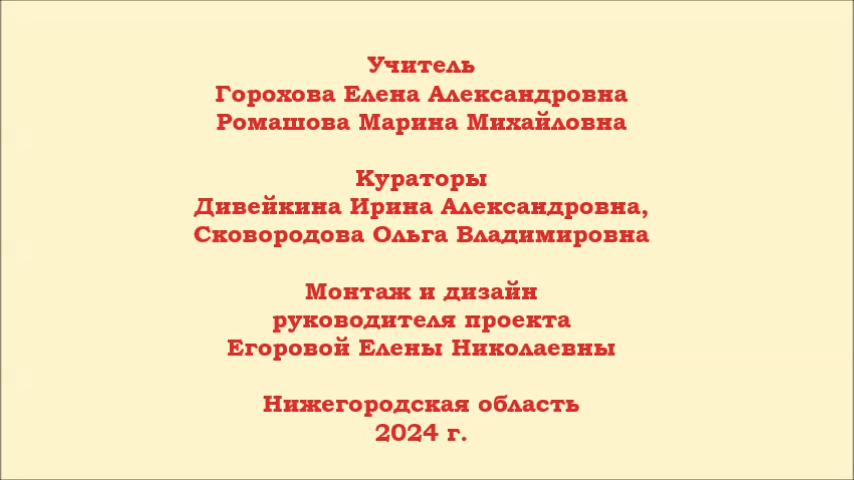 Учитель
Горохова Елена Александровна
Ромашова Марина Михайловна
Кураторы
Дивейкина Ирина Александровна,
Сковородова Ольга Владимировна
Монтаж и дизайн
руководителя проекта
Егоровой Елены Николаевны
Нижегородская область
2024 г.